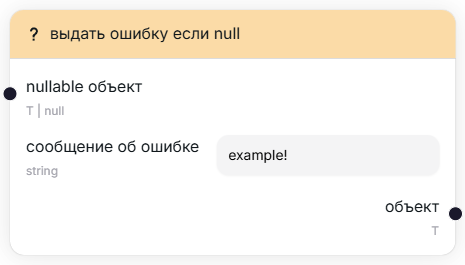 ? выдать ошибку если null
nullable объект
T | null
сообщение об ошибке
example!
string
объект
T